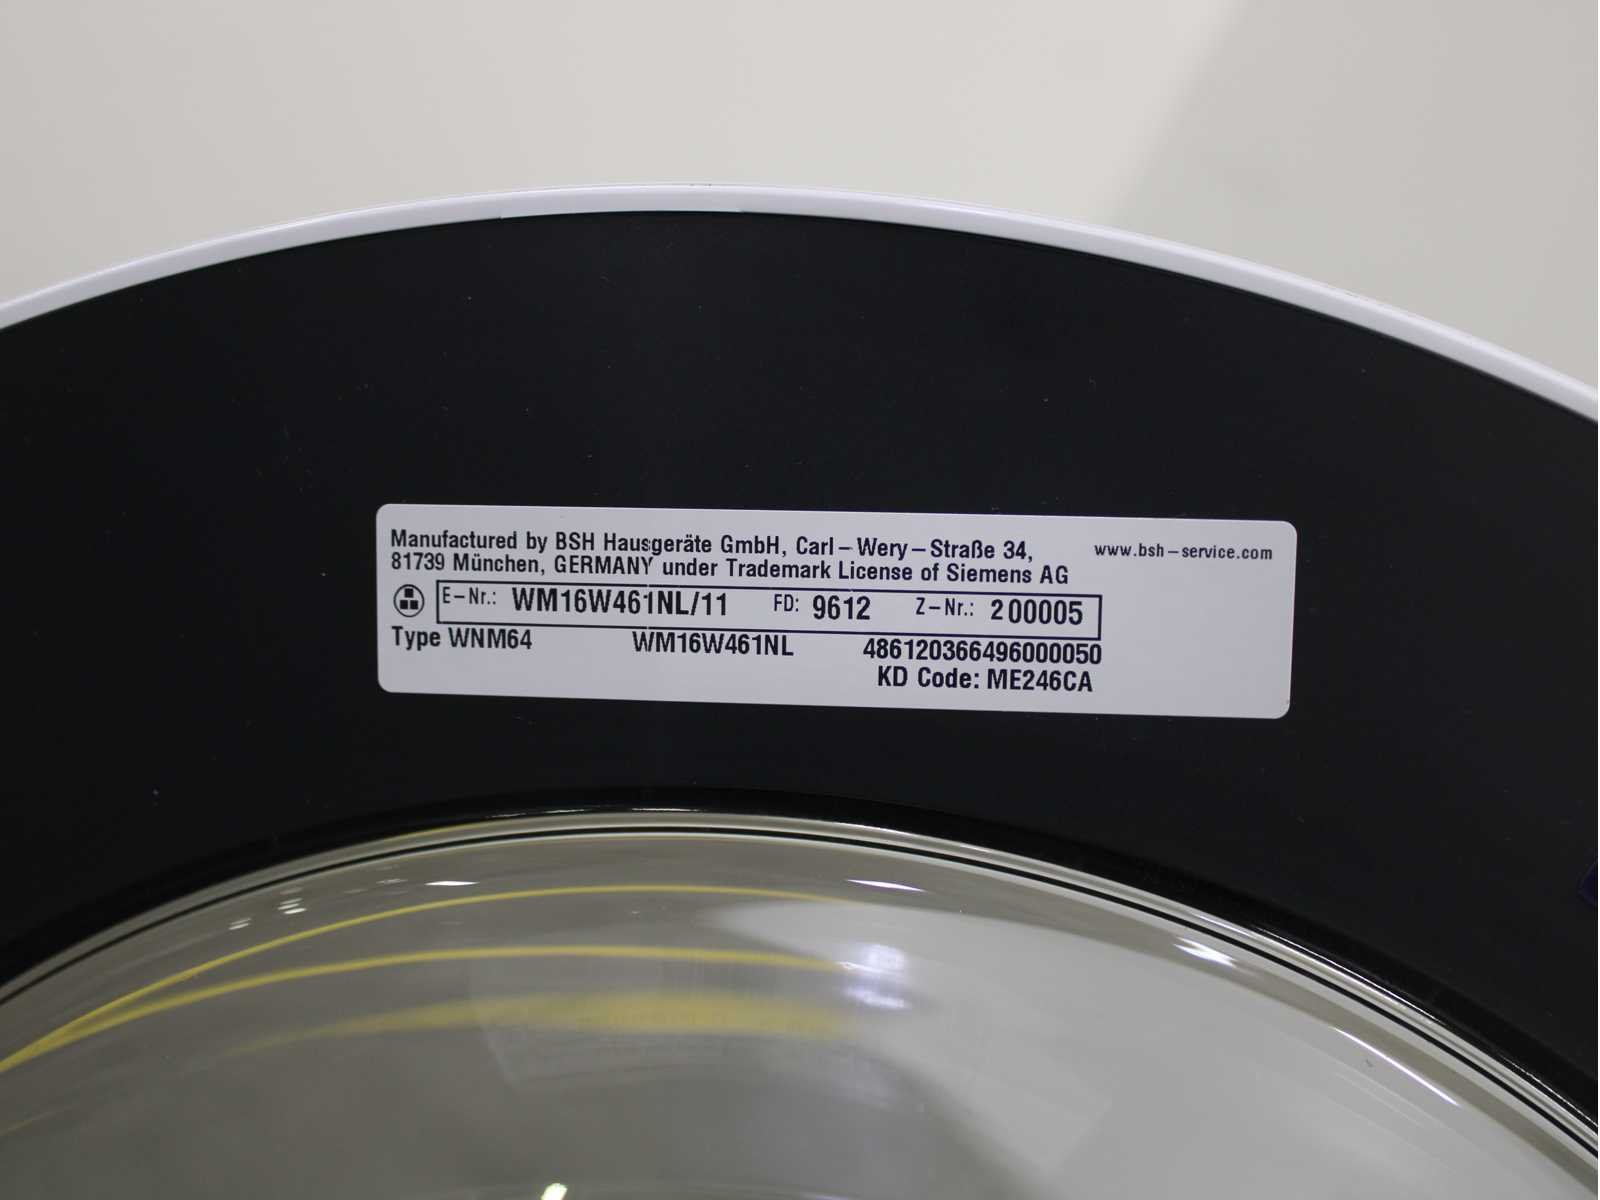 Manufactured by BSH Hausgeräte GmbH, Carl-Wery-Straße 34, www.bsh-service.com
81739 München, GERMANY under Trademark License of Siemens AG
E-Nr.: WM16W461NL/11 FD: 9612 Z-Nr.: 200005
Type WNM64 WM16W461NL 486120366496000050
KD Code: ME246CA